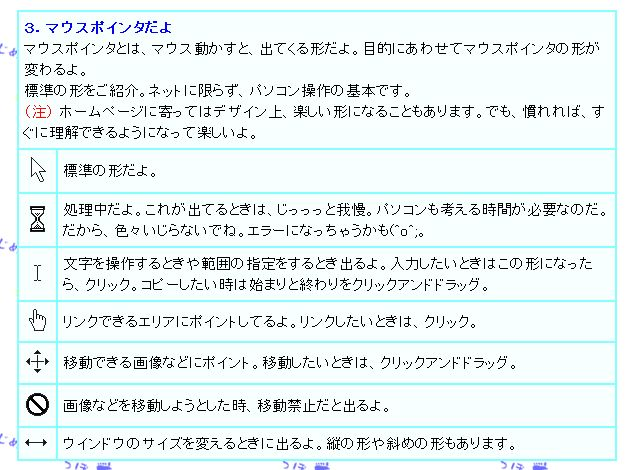 3. マウスポインタだよ
マウスポインタとは、マウス動かすと、出てくる形だよ。目的にあわせてマウスポインタの形が
変わるよ。
標準の形をご紹介。ネットに限らず、パソコン操作の基本です。
（注） ホームページに寄ってはデザイン上、楽しい形になることもあります。でも、慣れれば、す
ぐに理解できるようになって楽しいよ。
標準の形だよ。
処理中だよ。これが出てるときは、じっっっと我慢。パソコンも考える時間が必要なのだ。
だから、色々いじらないでね。エラーになっちゃうかも(^o^;。
文字を操作するときや範囲の指定をするとき出るよ。入力したいときはこの形になった
ら、クリック。コピーしたい時は始まりと終わりをクリックアンドドラッグ。
リンクできるエリアにポイントしてるよ。リンクしたいときは、クリック。
移動できる画像などにポイント。移動したいときは、クリックアンドドラッグ。
画像などを移動しようとした時、移動禁止だと出るよ。
ウインドウのサイズを変えるときに出るよ。縦の形や斜めの形もあります。